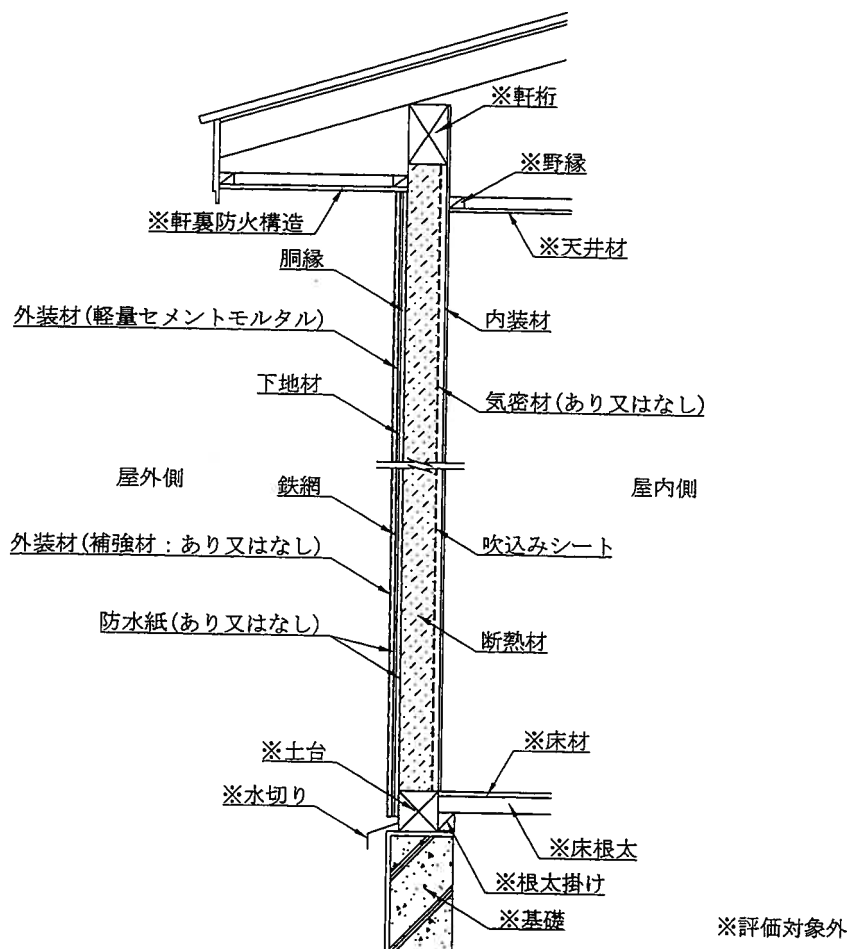 ※軒桁
※野縁
※軒裏防火構造
※天井材
胴縁
外装材(軽量セメントモルタル)
内装材
下地材
気密材(あり又はなし)
屋外側
鉄網
屋内側
外装材(補強材：あり又はなし)
吹込みシート
防水紙(あり又はなし)
断熱材
※土台
※床材
※水切り
※床根太
※根太掛け
※基礎
※評価対象外